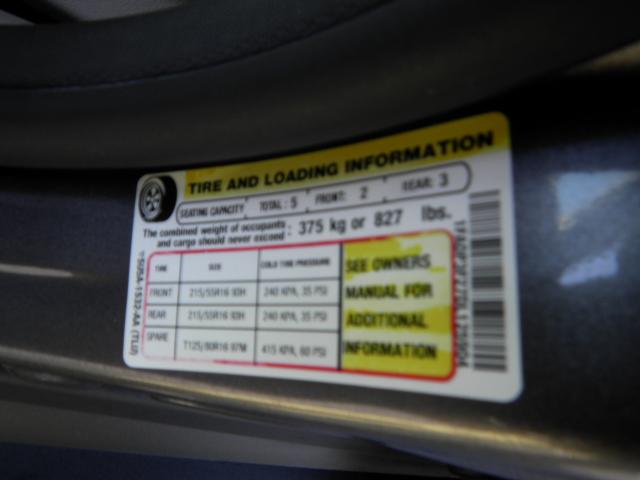 TIRE AND LOADING INFORMATION
SEATING CAPACITY TOTAL : 5 FRONT: 2 REAR: 3
The combined weight of occupants and cargo should never exceed : 375 kg or 827 lbs.
TIRE SIZE COLD TIRE PRESSURE
FRONT 215/55R16 93H 240 KPA, 35 PSI
REAR 215/55R16 93H 240 KPA, 35 PSI
SPARE T125/80R16 97M 415 KPA, 60 PSI
SEE OWNERS
MANUAL FOR
ADDITIONAL
INFORMATION